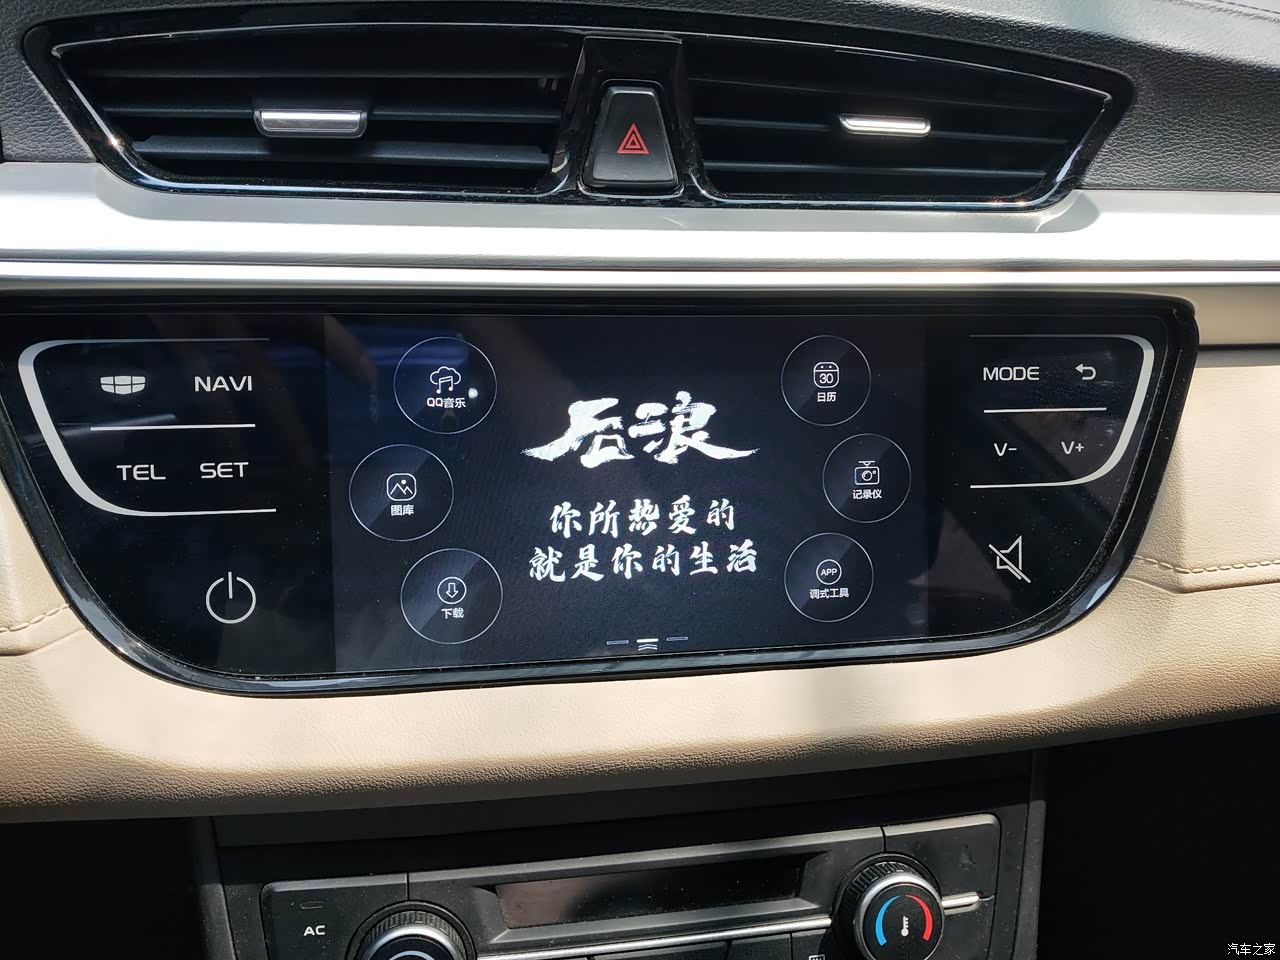 NAVI
TEL SET
QQ音乐
图库
下载
后浪
你所热爱的
就是你的生活
30
日历
记录仪
APP
调式工具
MODE
V- V+
AC
汽车之家